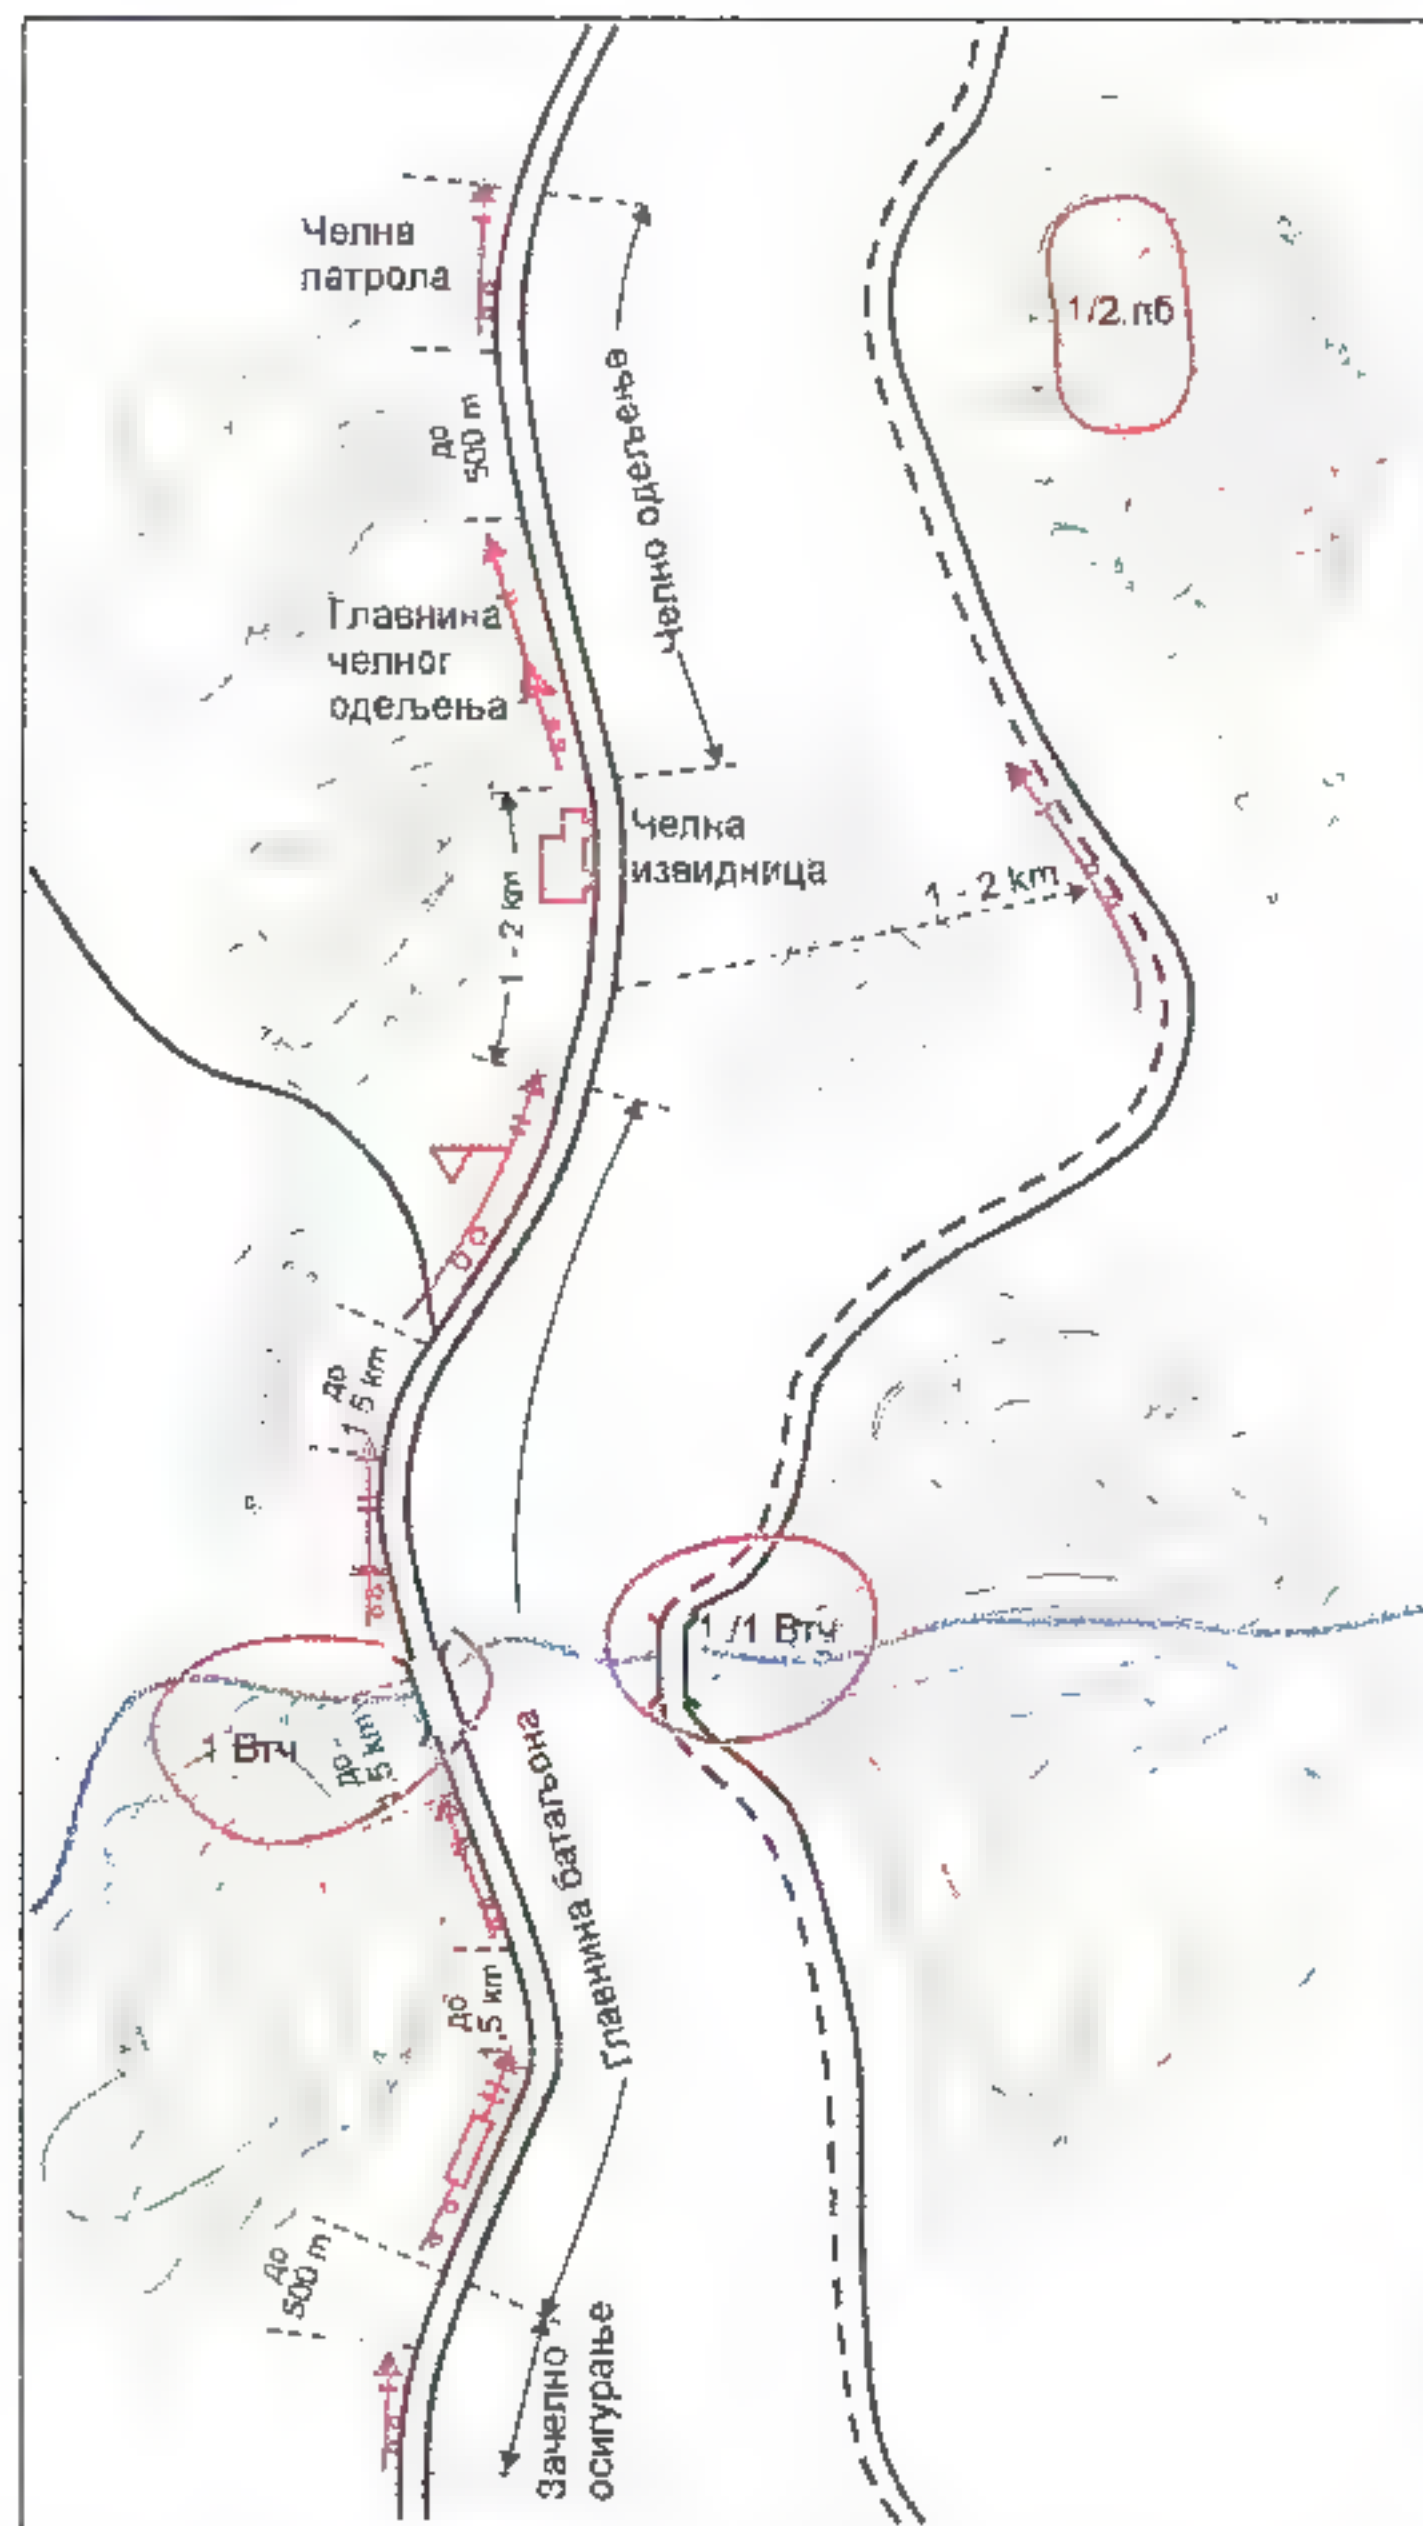 Челна
патрола
1/2. пб
до
500 m
Челно одељење
Главнина
челног
одељења
Челна
извидница
1 - 2 km
1 - 2 km
до
1 5 km
1 /1 Втч
1 Втч
до -
5 km
Главнина батаљона
до
1,5 km
до
500 m
Зачелно
осигурање